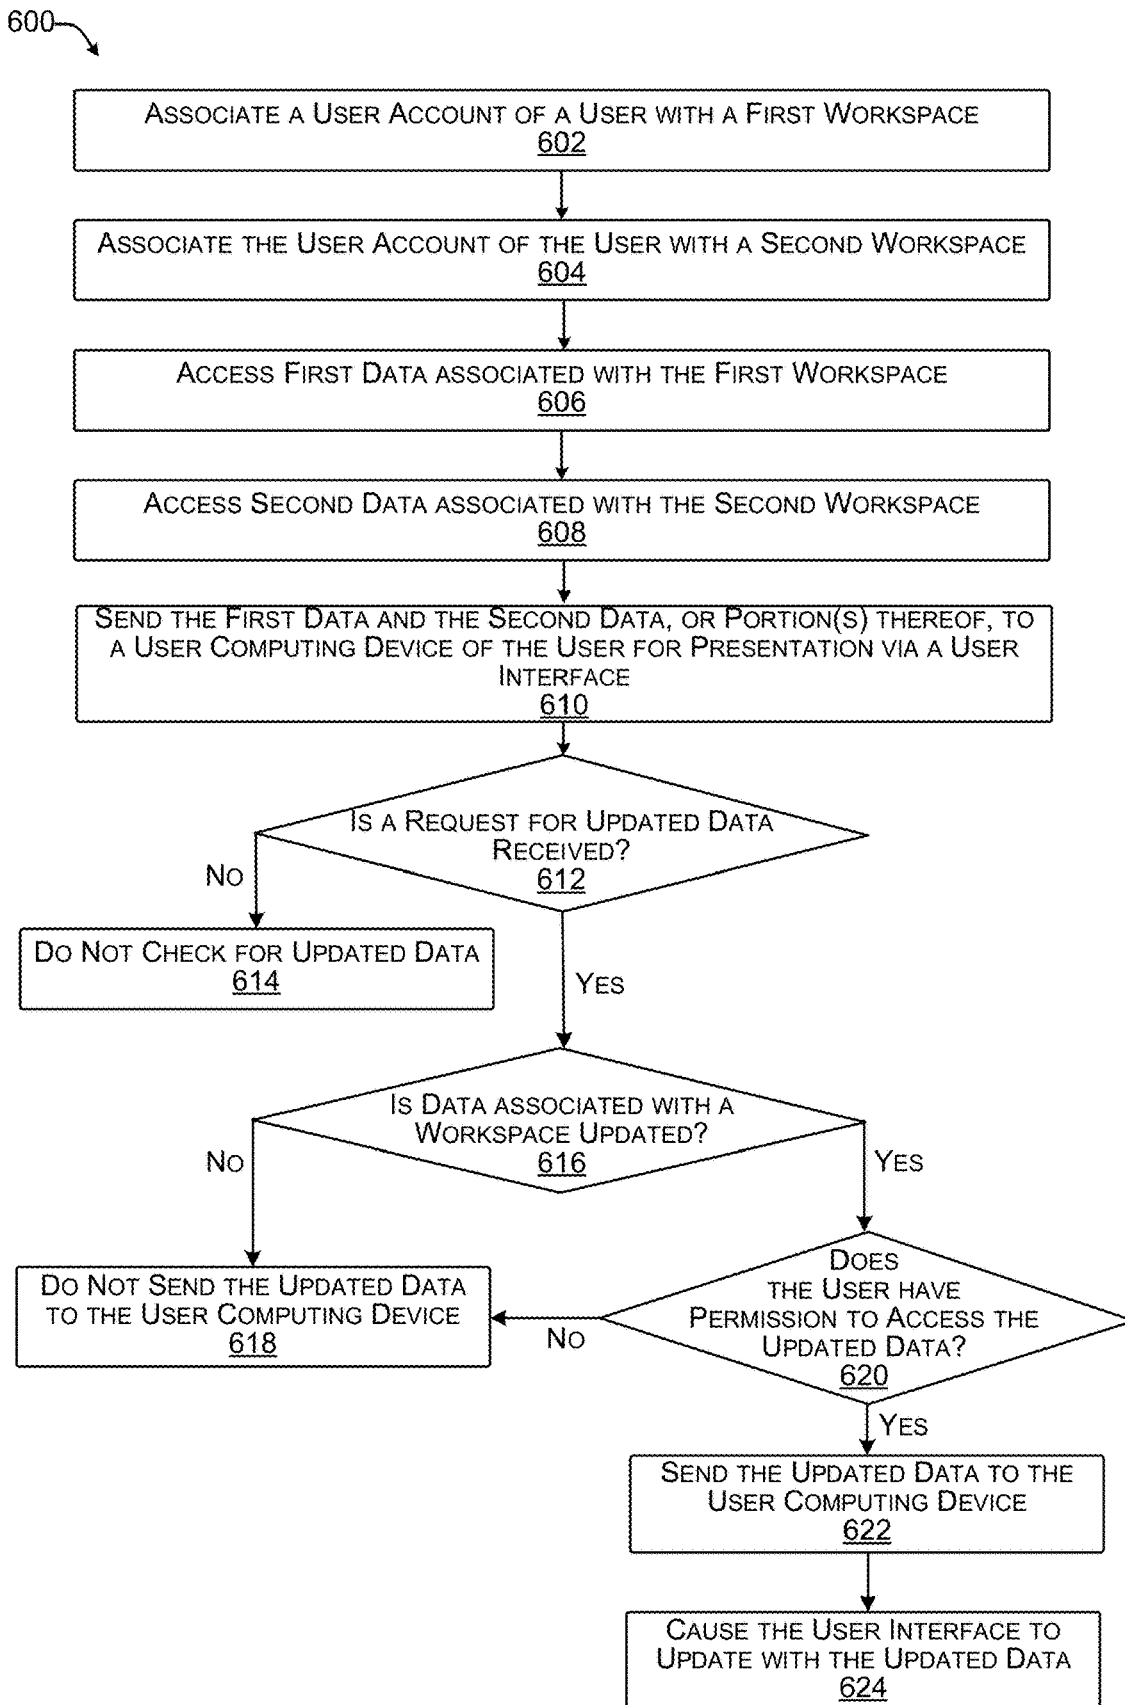 600
ASSOCIATE A USER ACCOUNT OF A USER WITH A FIRST WORKSPACE
602
ASSOCIATE THE USER ACCOUNT OF THE USER WITH A SECOND WORKSPACE
604
ACCESS FIRST DATA ASSOCIATED WITH THE FIRST WORKSPACE
606
ACCESS SECOND DATA ASSOCIATED WITH THE SECOND WORKSPACE
608
SEND THE FIRST DATA AND THE SECOND DATA, OR PORTION(S) THEREOF, TO
A USER COMPUTING DEVICE OF THE USER FOR PRESENTATION VIA A USER
INTERFACE
610
IS A REQUEST FOR UPDATED DATA
RECEIVED?
612
NO
DO NOT CHECK FOR UPDATED DATA
614
YES
IS DATA ASSOCIATED WITH A
WORKSPACE UPDATED?
616
NO
YES
DO NOT SEND THE UPDATED DATA
TO THE USER COMPUTING DEVICE
618
DOES
THE USER HAVE
PERMISSION TO ACCESS THE
UPDATED DATA?
620
NO
YES
SEND THE UPDATED DATA TO THE
USER COMPUTING DEVICE
622
CAUSE THE USER INTERFACE TO
UPDATE WITH THE UPDATED DATA
624